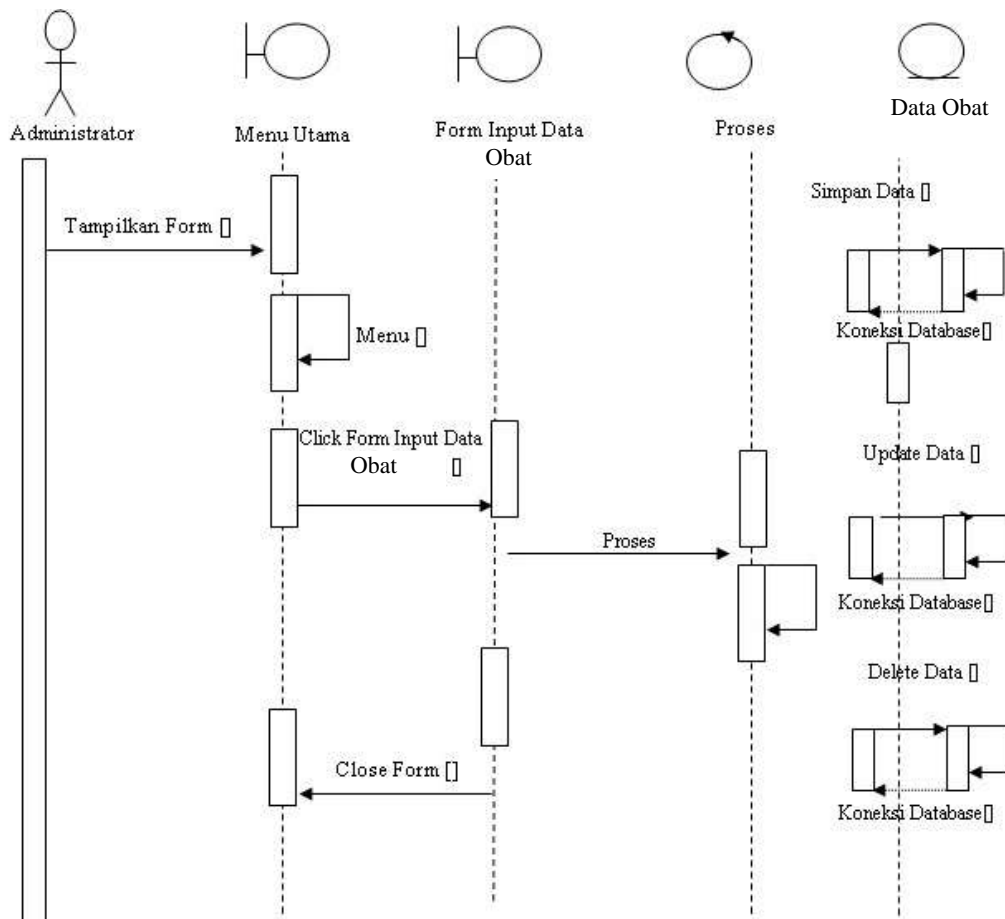 Administrator
Menu Utama
Form Input Data
Obat
Proses
Data Obat
Simpan Data []
Tampilkan Form []
Koneksi Database[]
Menu []
Click Form Input Data
Obat []
Update Data []
Proses
Koneksi Database[]
Delete Data []
Close Form []
Koneksi Database[]